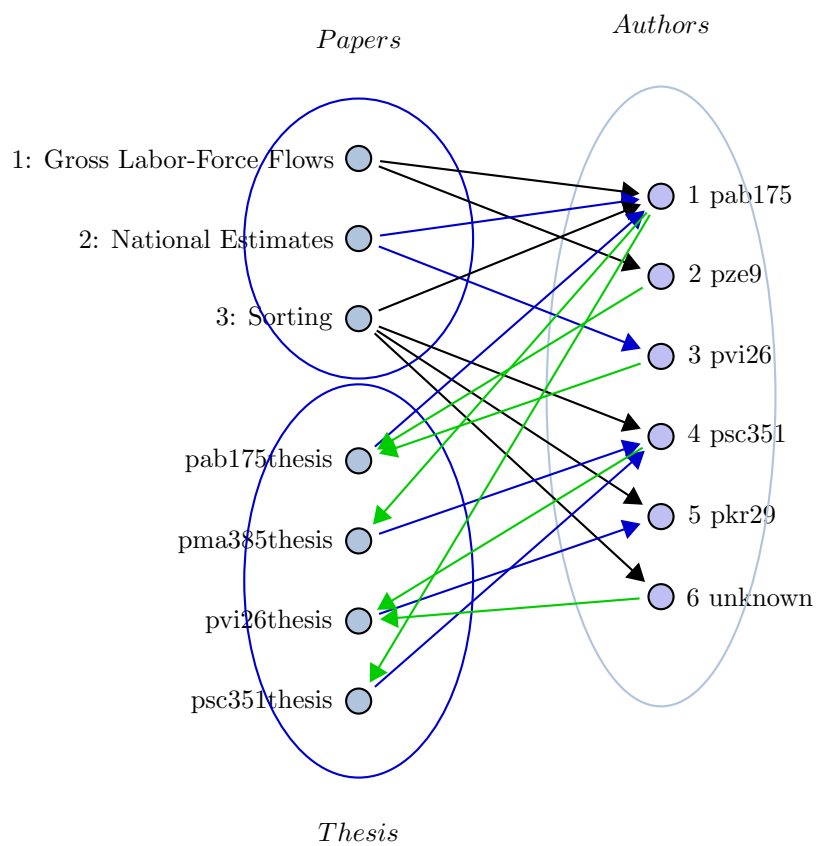 Papers
Authors
1: Gross Labor-Force Flows
2: National Estimates
3: Sorting
pab175thesis
pma385thesis
pvi26thesis
psc351thesis
1 pab175
2 pze9
3 pvi26
4 psc351
5 pkr29
6 unknown
Thesis